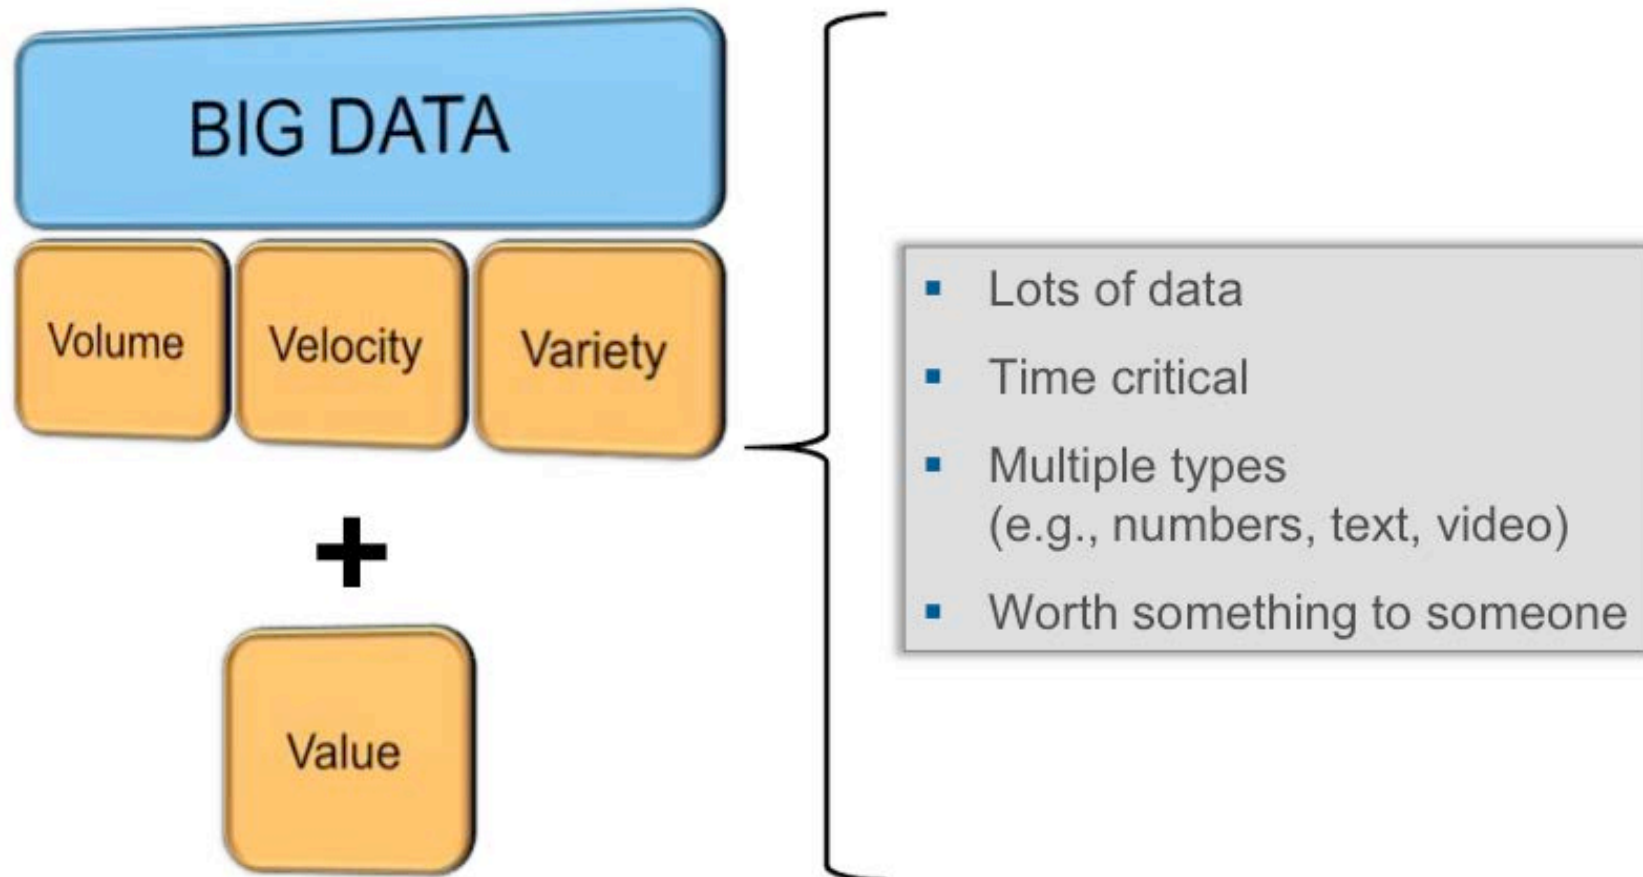 BIG DATA
Volume
Velocity
Variety
+
Value
▪ Lots of data
▪ Time critical
▪ Multiple types
(e.g., numbers, text, video)
▪ Worth something to someone